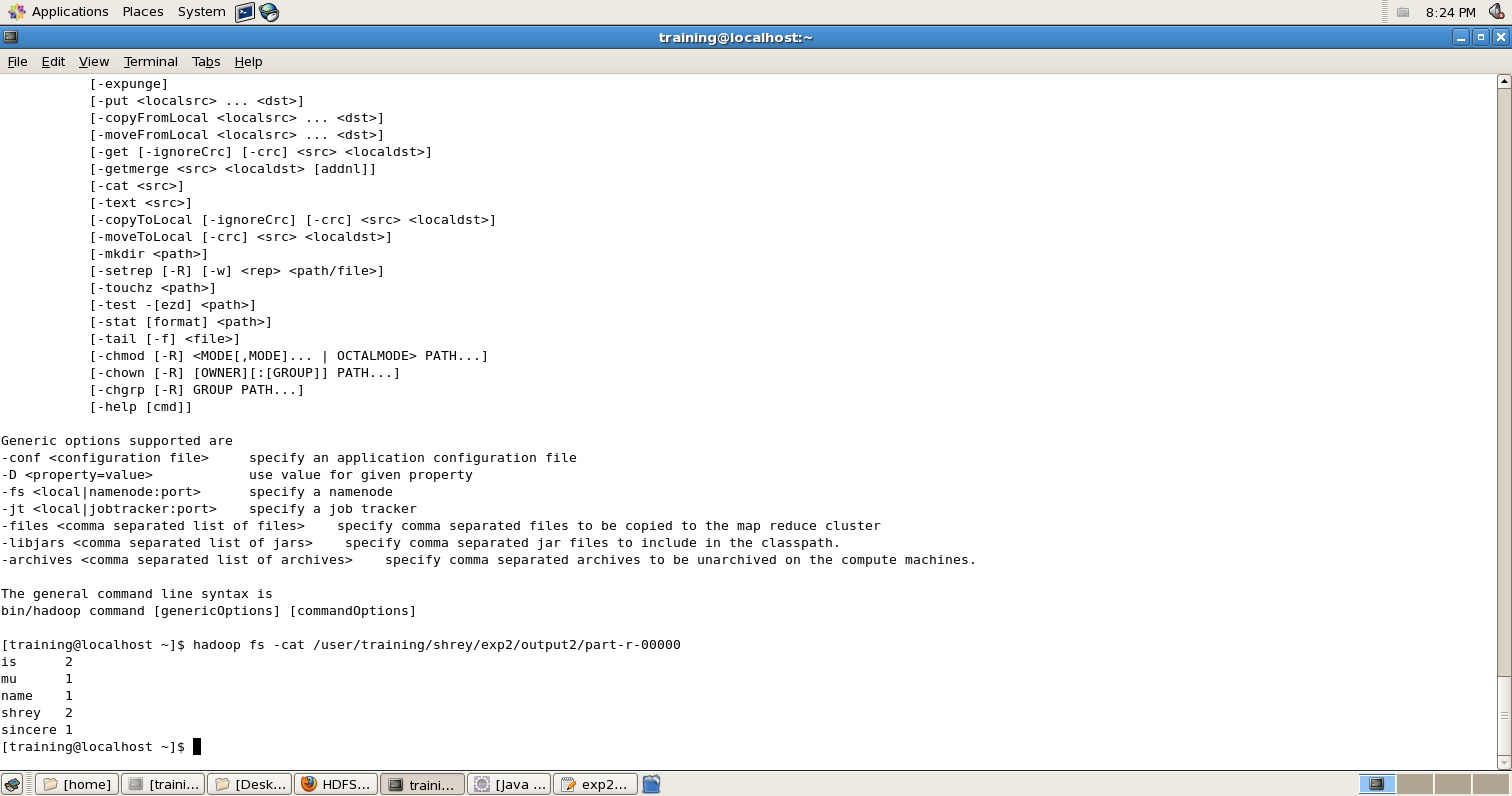 Applications Places System 8:24 PM
training@localhost:~
File Edit View Terminal Tabs Help
[-expunge]
[-put <localsrc> ... <dst>]
[-copyFromLocal <localsrc> ... <dst>]
[-moveFromLocal <localsrc> ... <dst>]
[-get [-ignoreCrc] [-crc] <src> <localdst>]
[-getmerge <src> <localdst> [addnl]]
[-cat <src>]
[-text <src>]
[-copyToLocal [-ignoreCrc] [-crc] <src> <localdst>]
[-moveToLocal [-crc] <src> <localdst>]
[-mkdir <path>]
[-setrep [-R] [-w] <rep> <path/file>]
[-touchz <path>]
[-test -[ezd] <path>]
[-stat [format] <path>]
[-tail [-f] <file>]
[-chmod [-R] <MODE[,MODE]... | OCTALMODE> PATH...]
[-chown [-R] [OWNER][:[GROUP]] PATH...]
[-chgrp [-R] GROUP PATH...]
[-help [cmd]]
Generic options supported are
-conf <configuration file>     specify an application configuration file
-D <property=value>            use value for given property
-fs <local|namenode:port>      specify a namenode
-jt <local|jobtracker:port>    specify a job tracker
-files <comma separated list of files>    specify comma separated files to be copied to the map reduce cluster
-libjars <comma separated list of jars>    specify comma separated jar files to include in the classpath.
-archives <comma separated list of archives>    specify comma separated archives to be unarchived on the compute machines.
The general command line syntax is
bin/hadoop command [genericOptions] [commandOptions]
[training@localhost ~]$ hadoop fs -cat /user/training/shrey/exp2/output2/part-r-00000
is      2
mu      1
name    1
shrey   2
sincere 1
[training@localhost ~]$
[home] [traini... [Desk... HDFS... traini... [Java ... exp2...